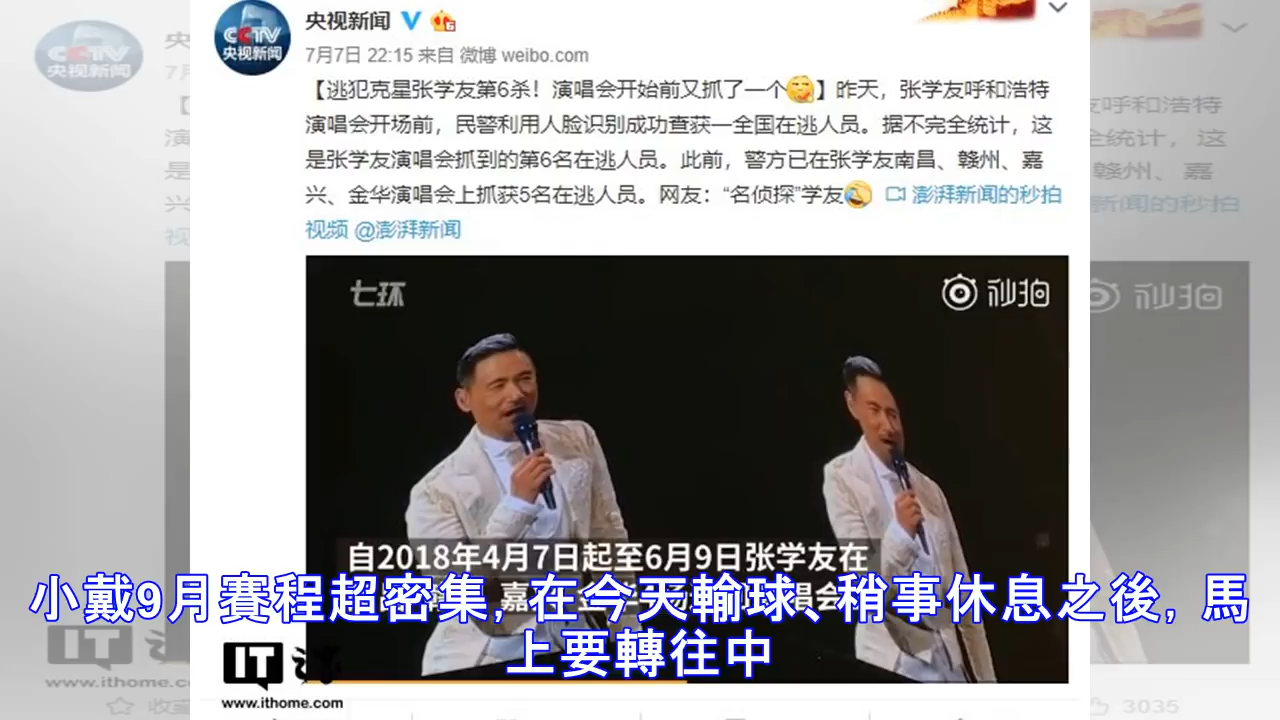 央视新闻
CCTV
央视新闻
7月7日 22:15 来自 微博 weibo.com
【逃犯克星张学友第6杀！演唱会开始前又抓了一个🤗】昨天，张学友呼和浩特
演唱会开场前，民警利用人脸识别成功查获一全国在逃人员。据不完全统计，这
是张学友演唱会抓到的第6名在逃人员。此前，警方已在张学友南昌、赣州、嘉
兴、金华演唱会上抓获5名在逃人员。网友：“名侦探”学友😂 澎湃新闻的秒拍
视频 @澎湃新闻
七环
秒拍
自2018年4月7日起至6月9日张学友在
小戴9月賽程超密集, 在今天輸球、稍事休息之後, 馬
上要轉往中
IT
www.ithome.com
3035